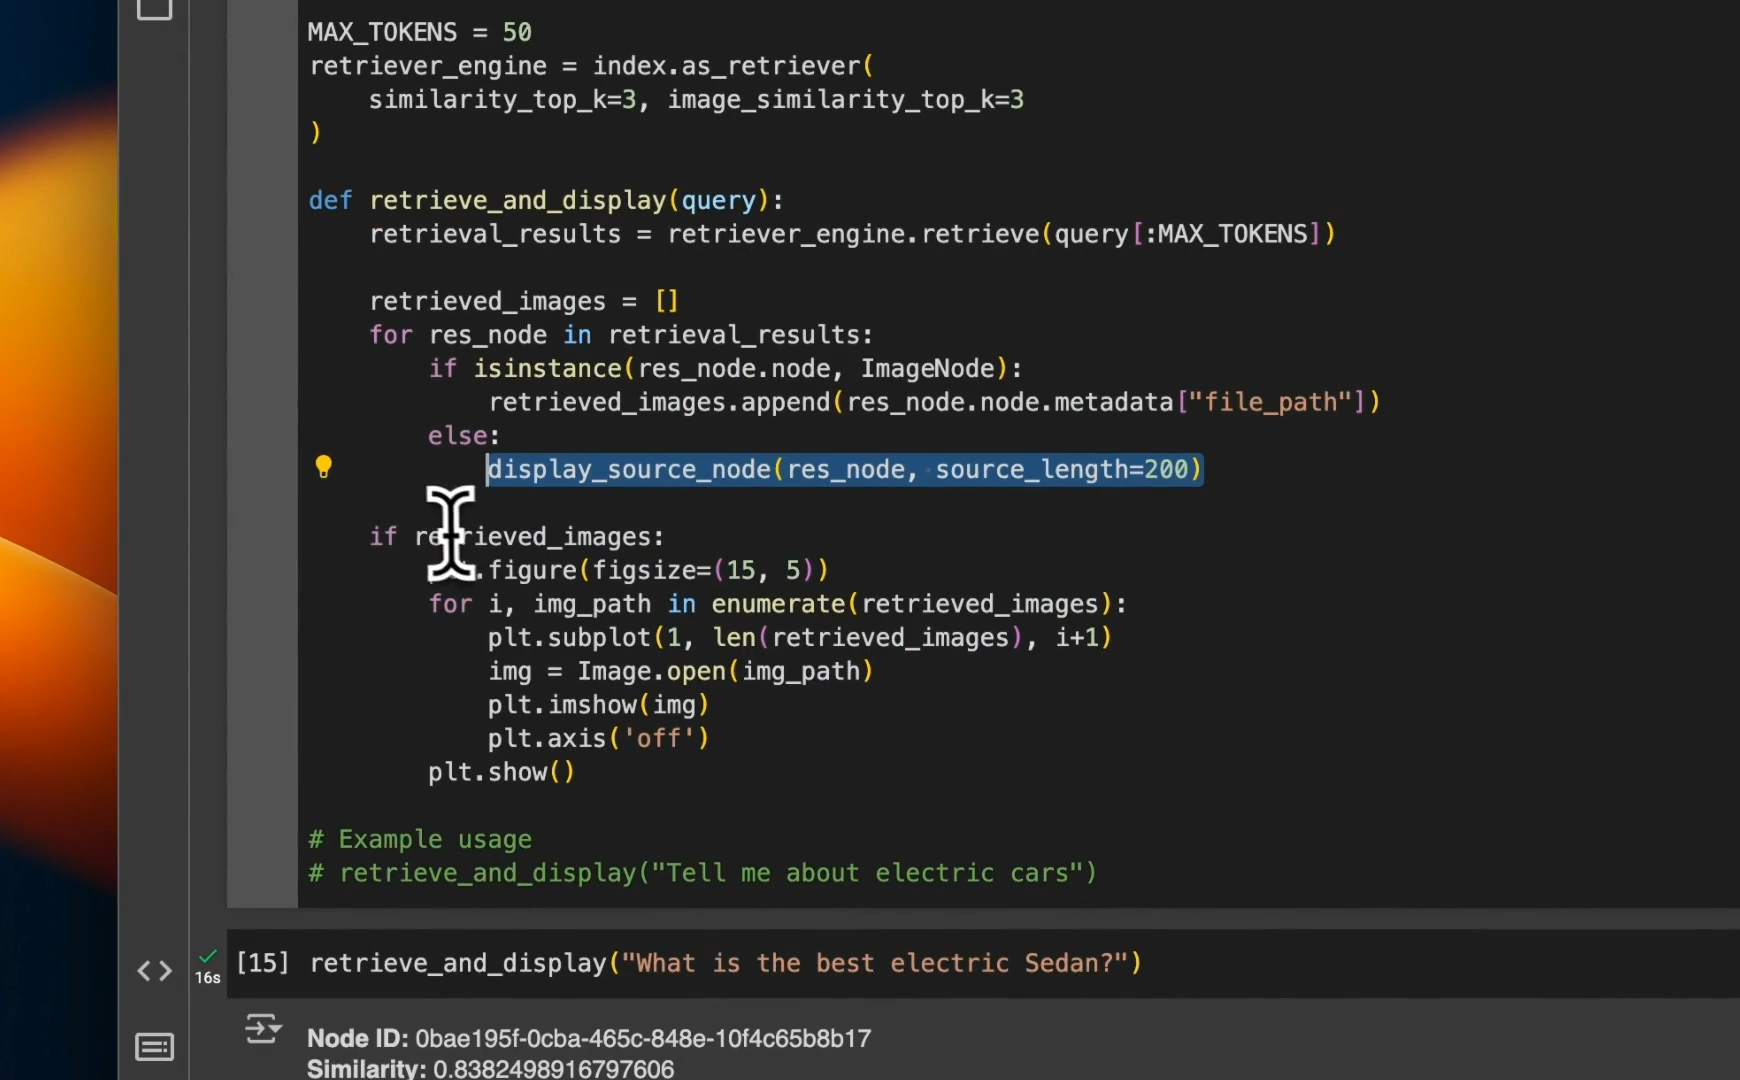 MAX_TOKENS = 50
retriever_engine = index.as_retriever(
    similarity_top_k=3, image_similarity_top_k=3
)
def retrieve_and_display(query):
    retrieval_results = retriever_engine.retrieve(query[:MAX_TOKENS])
    retrieved_images = []
    for res_node in retrieval_results:
        if isinstance(res_node.node, ImageNode):
            retrieved_images.append(res_node.node.metadata["file_path"])
        else:
            display_source_node(res_node, source_length=200)
    if retrieved_images:
        .figure(figsize=(15, 5))
        for i, img_path in enumerate(retrieved_images):
            plt.subplot(1, len(retrieved_images), i+1)
            img = Image.open(img_path)
            plt.imshow(img)
            plt.axis('off')
        plt.show()
# Example usage
# retrieve_and_display("Tell me about electric cars")
[15] retrieve_and_display("What is the best electric Sedan?")
16s
Node ID: 0bae195f-0cba-465c-848e-10f4c65b8b17
Similarity: 0.8382498916797606